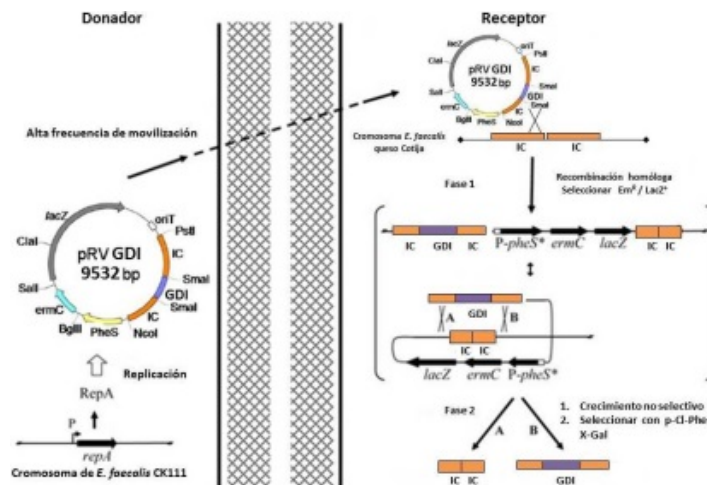 Donador
Receptor
lacZ
oriT
PstI
ClaI
IC
pRV GDI
9532 bp
SmaI
SalI
GDI
SmaI
ermC
IC
BglII
PheS
NcoI
Alta frecuencia de movilización
Cromosoma E. faecalis
queso Cotija
IC
IC
Fase 1
Recombinación homóloga
lacZ
oriT
PstI
ClaI
IC
pRV GDI
9532 bp
SmaI
GDI
SalI
SmaI
ermC
IC
BglII
PheS
NcoI
IC
GDI
IC
P-pheS*
ermC
lacZ
IC IC
GDI
A
B
IC IC
lacZ
ermC
P-pheS*
Replicación
RepA
P
repA
Cromosoma de E. faecalis CK111
Fase 2
A
B
1. Crecimiento no selectivo
2. Seleccionar con p-Cl-Phe
X-Gal
IC IC
GDI